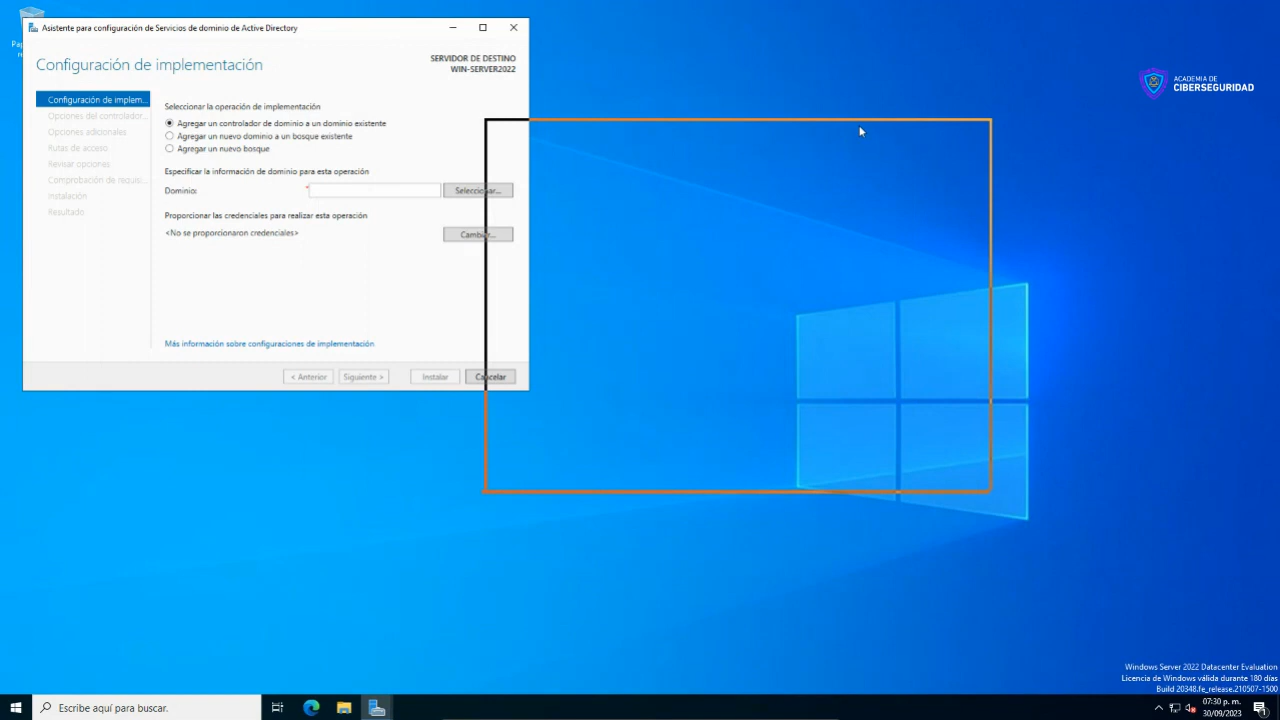 Asistente para configuración de Servicios de dominio de Active Directory
Configuración de implementación
SERVIDOR DE DESTINO
WIN-SERVER2022
Configuración de implem...
Opciones del controlador...
Opciones adicionales
Rutas de acceso
Revisar opciones
Comprobación de requisi...
Instalación
Resultado
Seleccionar la operación de implementación
Agregar un controlador de dominio a un dominio existente
Agregar un nuevo dominio a un bosque existente
Agregar un nuevo bosque
Especificar la información de dominio para esta operación
Dominio:
*
Seleccionar...
Proporcionar las credenciales para realizar esta operación
<No se proporcionaron credenciales>
Cambiar...
Más información sobre configuraciones de implementación
< Anterior
Siguiente >
Instalar
Cancelar
ACADEMIA DE
CIBERSEGURIDAD
Windows Server 2022 Datacenter Evaluation
Licencia de Windows válida durante 180 días
Build 20348.fe_release.210507-1500
Escribe aquí para buscar.
07:30 p. m.
30/09/2023
1